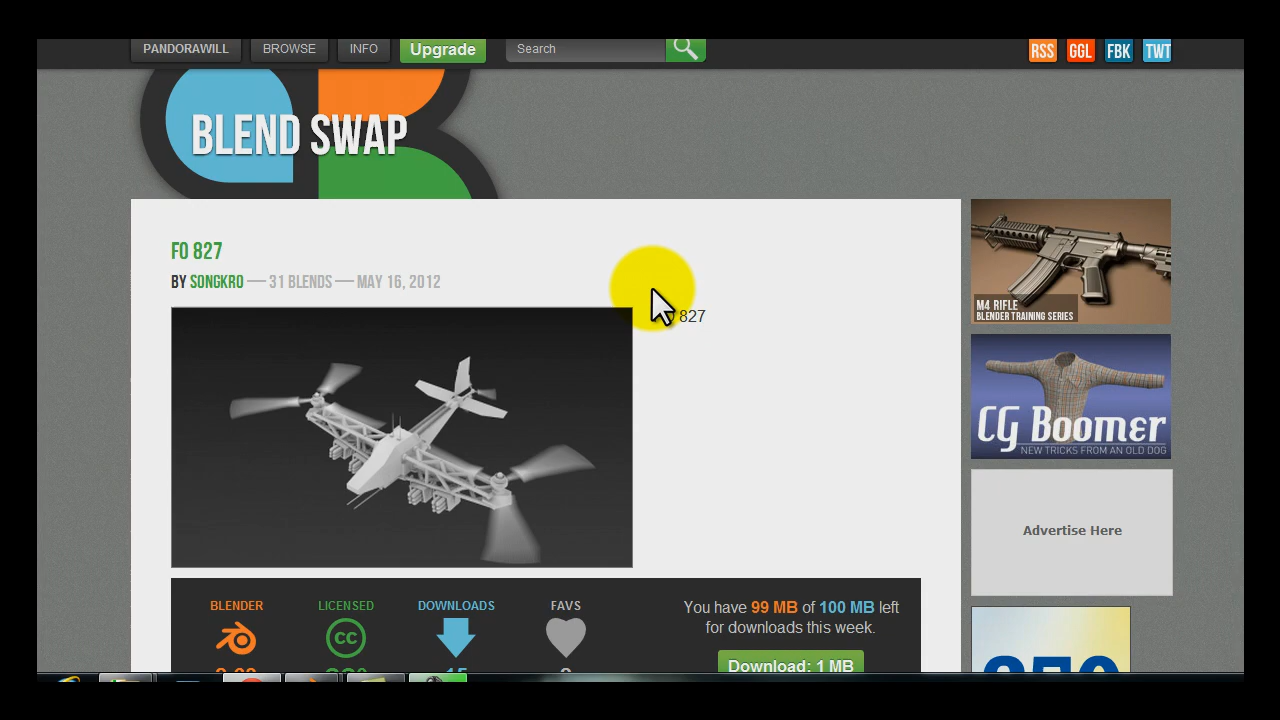 PANDORAWILL BROWSE INFO Upgrade Search RSS GGL FBK TWT
BLEND SWAP
FO 827
BY SONGKRO — 31 BLENDS — MAY 16, 2012
827
M4 RIFLE
BLENDER TRAINING SERIES
CG Boomer
NEW TRICKS FROM AN OLD DOG
Advertise Here
BLENDER LICENSED DOWNLOADS FAVS
cc
You have 99 MB of 100 MB left
for downloads this week.
Download: 1 MB